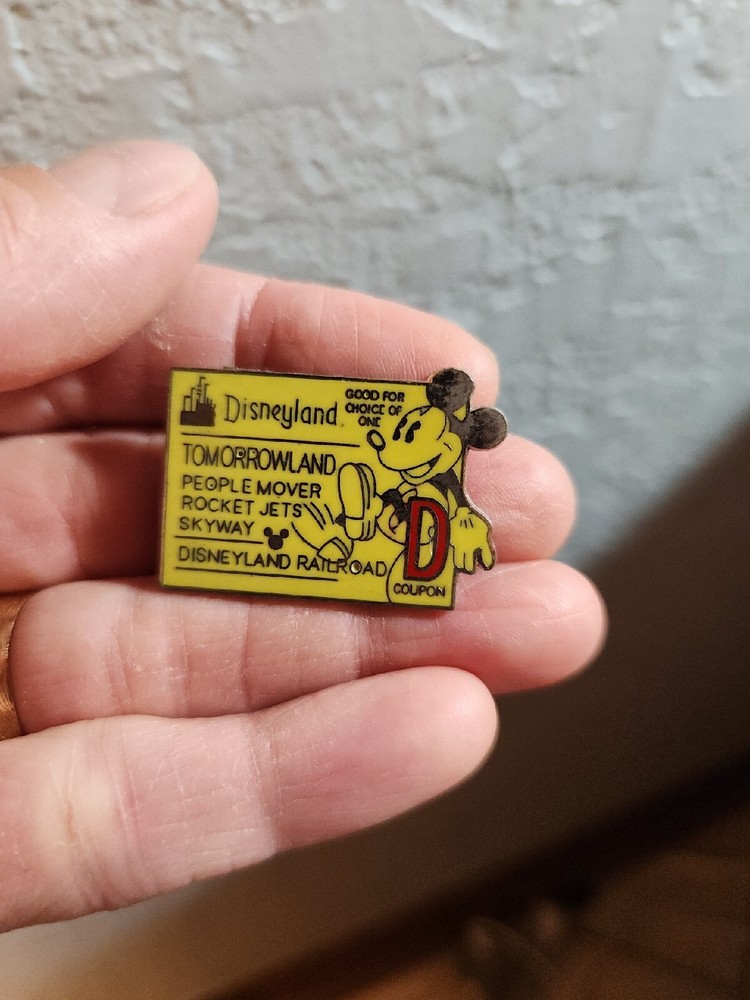 Disneyland
GOOD FOR
CHOICE OF
ONE
TOMORROWLAND
PEOPLE MOVER
ROCKET JETS
SKYWAY
DISNEYLAND RAILROAD
D
COUPON